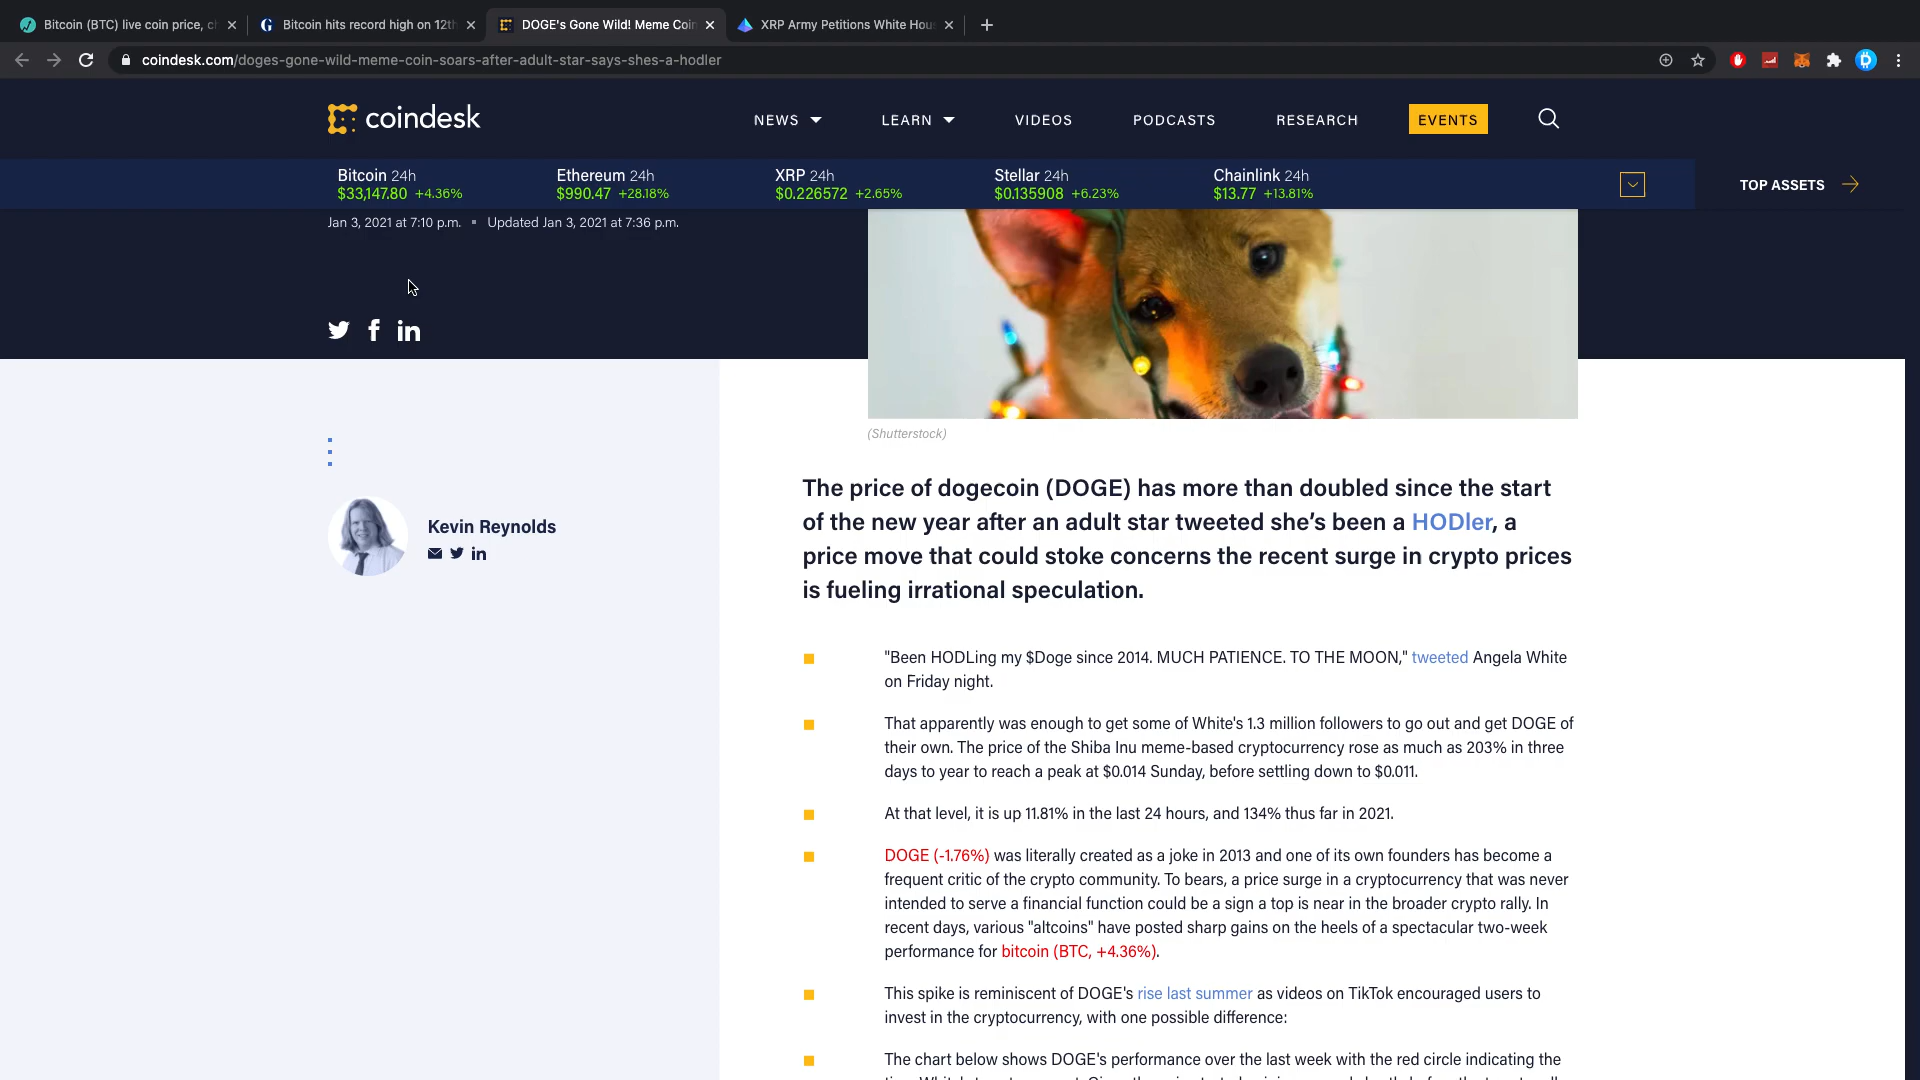 Bitcoin (BTC) live coin price, c
Bitcoin hits record high on 12th
DOGE's Gone Wild! Meme Coin
XRP Army Petitions White Hou
coindesk.com/doges-gone-wild-meme-coin-soars-after-adult-star-says-shes-a-hodler
coindesk
NEWS
LEARN
VIDEOS
PODCASTS
RESEARCH
EVENTS
Bitcoin 24h
$33,147.80 +4.36%
Ethereum 24h
$990.47 +28.18%
XRP 24h
$0.226572 +2.65%
Stellar 24h
$0.135908 +6.23%
Chainlink 24h
$13.77 +13.81%
TOP ASSETS
Jan 3, 2021 at 7:10 p.m. ▪ Updated Jan 3, 2021 at 7:36 p.m.
(Shutterstock)
Kevin Reynolds
The price of dogecoin (DOGE) has more than doubled since the start
of the new year after an adult star tweeted she’s been a HODler, a
price move that could stoke concerns the recent surge in crypto prices
is fueling irrational speculation.
"Been HODLing my $Doge since 2014. MUCH PATIENCE. TO THE MOON," tweeted Angela White
on Friday night.
That apparently was enough to get some of White's 1.3 million followers to go out and get DOGE of
their own. The price of the Shiba Inu meme-based cryptocurrency rose as much as 203% in three
days to year to reach a peak at $0.014 Sunday, before settling down to $0.011.
At that level, it is up 11.81% in the last 24 hours, and 134% thus far in 2021.
DOGE (-1.76%) was literally created as a joke in 2013 and one of its own founders has become a
frequent critic of the crypto community. To bears, a price surge in a cryptocurrency that was never
intended to serve a financial function could be a sign a top is near in the broader crypto rally. In
recent days, various "altcoins" have posted sharp gains on the heels of a spectacular two-week
performance for bitcoin (BTC, +4.36%).
This spike is reminiscent of DOGE's rise last summer as videos on TikTok encouraged users to
invest in the cryptocurrency, with one possible difference:
The chart below shows DOGE's performance over the last week with the red circle indicating the